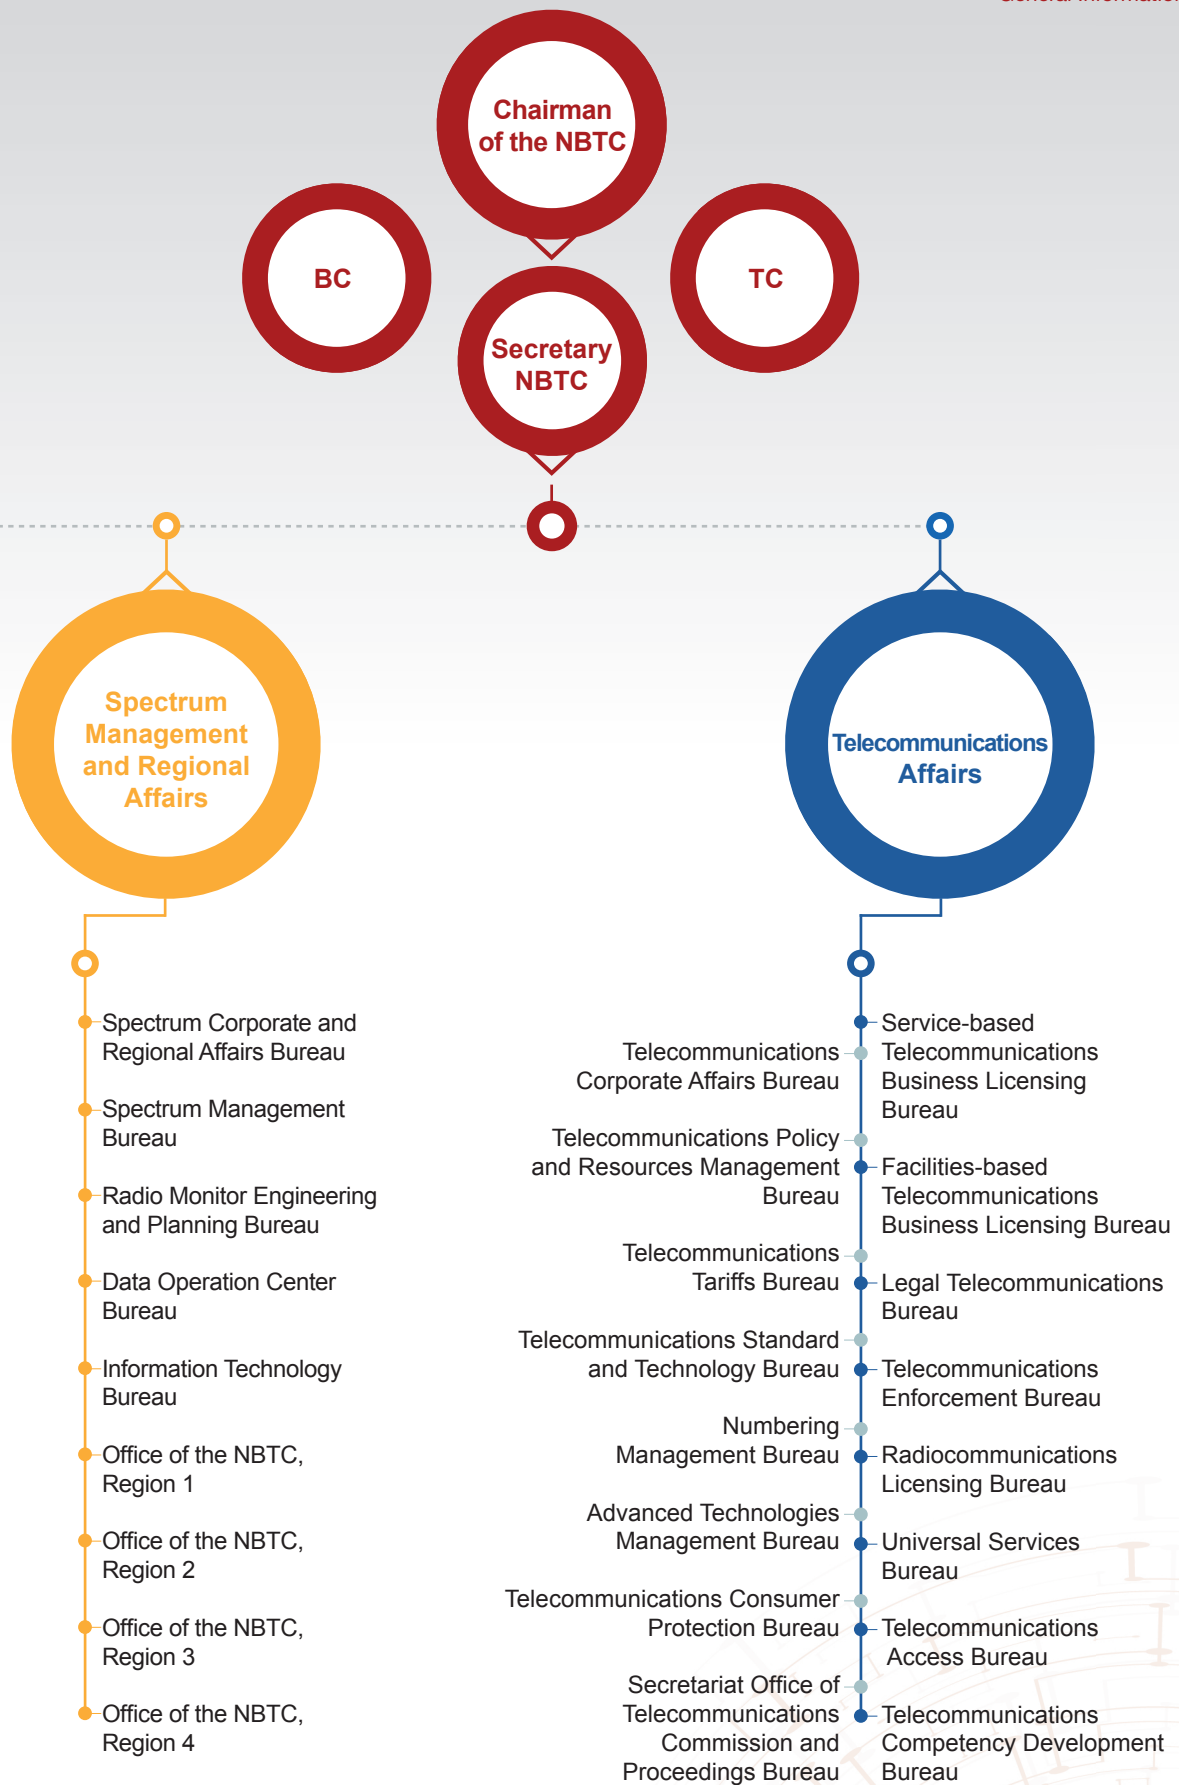 General Information
Chairman
of the NBTC
BC
TC
Secretary
NBTC
Spectrum
Management
and Regional
Affairs
Telecommunications
Affairs
Spectrum Corporate and
Regional Affairs Bureau
Spectrum Management
Bureau
Radio Monitor Engineering
and Planning Bureau
Data Operation Center
Bureau
Information Technology
Bureau
Office of the NBTC,
Region 1
Office of the NBTC,
Region 2
Office of the NBTC,
Region 3
Office of the NBTC,
Region 4
Telecommunications
Corporate Affairs Bureau
Telecommunications Policy
and Resources Management
Bureau
Telecommunications
Tariffs Bureau
Telecommunications Standard
and Technology Bureau
Numbering
Management Bureau
Advanced Technologies
Management Bureau
Telecommunications Consumer
Protection Bureau
Secretariat Office of
Telecommunications
Commission and
Proceedings Bureau
Service-based
Telecommunications
Business Licensing
Bureau
Facilities-based
Telecommunications
Business Licensing Bureau
Legal Telecommunications
Bureau
Telecommunications
Enforcement Bureau
Radiocommunications
Licensing Bureau
Universal Services
Bureau
Telecommunications
Access Bureau
Telecommunications
Competency Development
Bureau